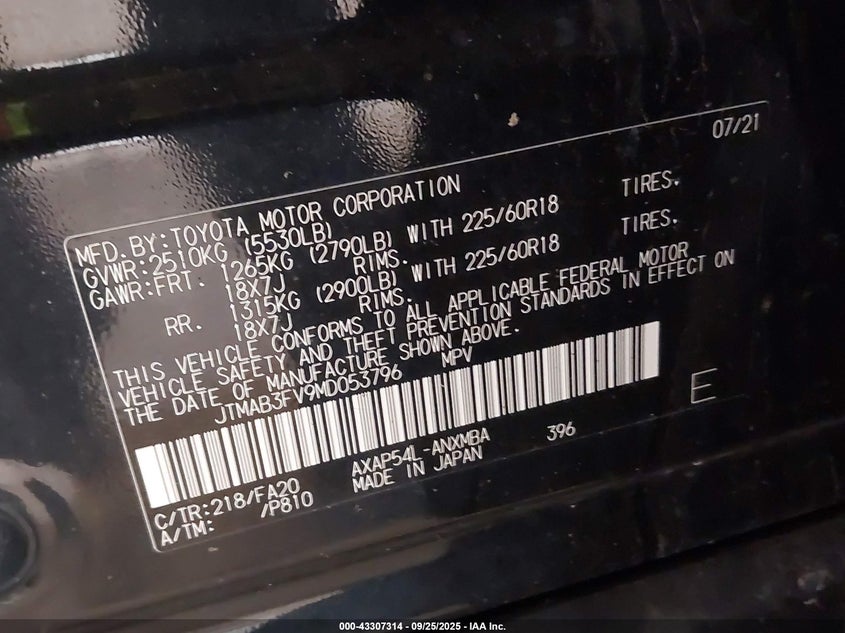 07/21
MFD.BY:TOYOTA MOTOR CORPORATION
GVWR:2510KG (5530LB)
GAWR:FRT. 1265KG (2790LB) WITH 225/60R18 TIRES.
18X7J RIMS.
RR. 1315KG (2900LB) WITH 225/60R18 TIRES.
18X7J RIMS.
THIS VEHICLE CONFORMS TO ALL APPLICABLE FEDERAL MOTOR
VEHICLE SAFETY AND THEFT PREVENTION STANDARDS IN EFFECT ON
THE DATE OF MANUFACTURE SHOWN ABOVE.
JTMAB3FV9MD053796 MPV
E
C/TR:218/FA20 AXAP54L-ANXMBA 396
A/TM: /P810 MADE IN JAPAN
000-43307314 - 09/25/2025 - IAA Inc.